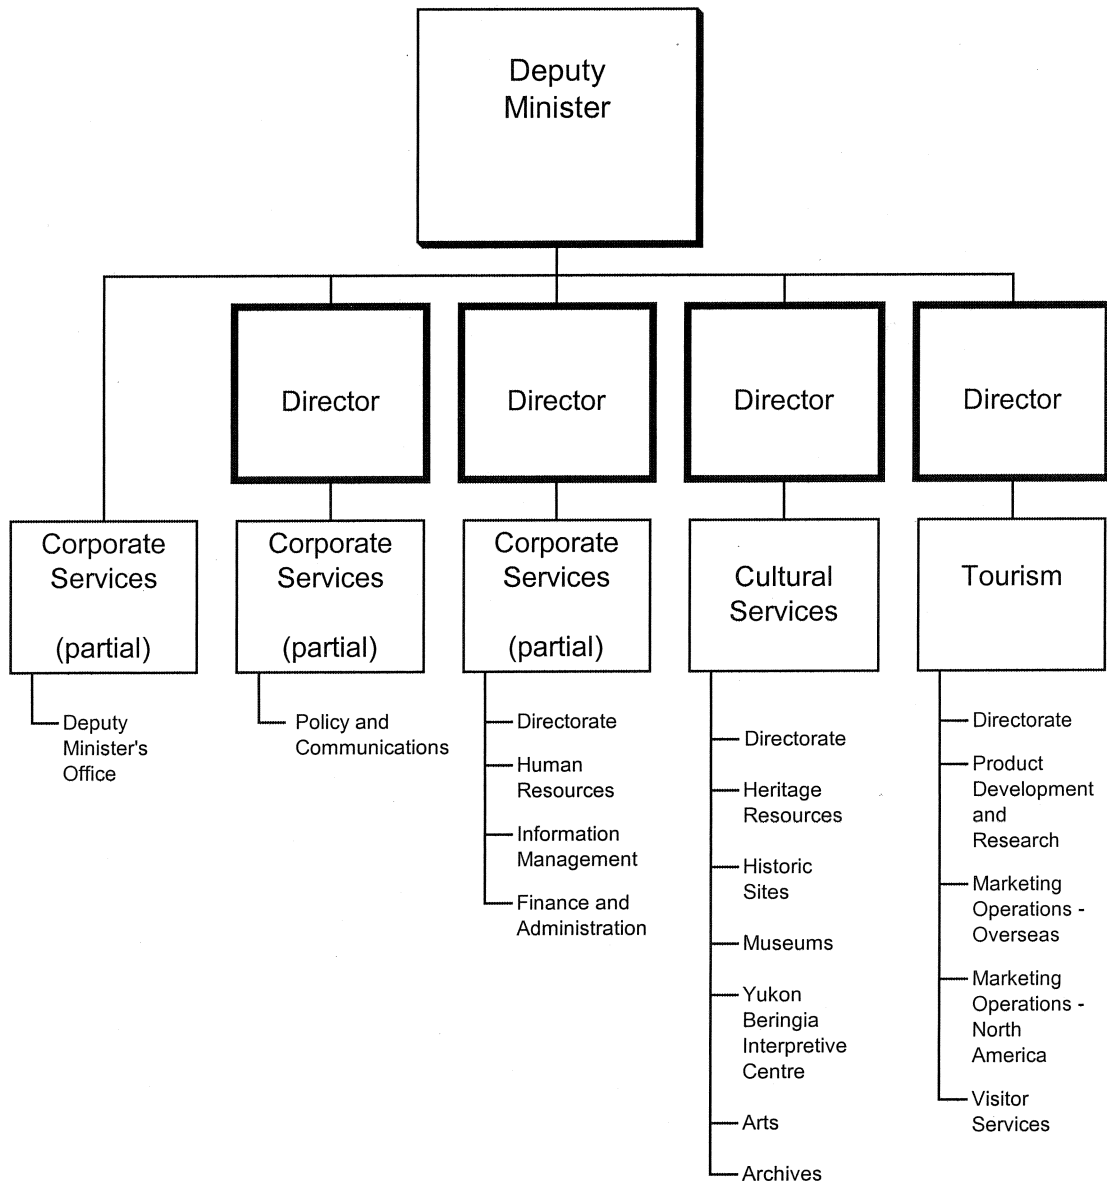 Deputy
Minister
Director
Director
Director
Director
Corporate
Services
(partial)
Corporate
Services
(partial)
Corporate
Services
(partial)
Cultural
Services
Tourism
Deputy
Minister's
Office
Policy and
Communications
Directorate
Human
Resources
Information
Management
Finance and
Administration
Directorate
Heritage
Resources
Historic
Sites
Museums
Yukon
Beringia
Interpretive
Centre
Arts
Archives
Directorate
Product
Development
and
Research
Marketing
Operations -
Overseas
Marketing
Operations -
North
America
Visitor
Services